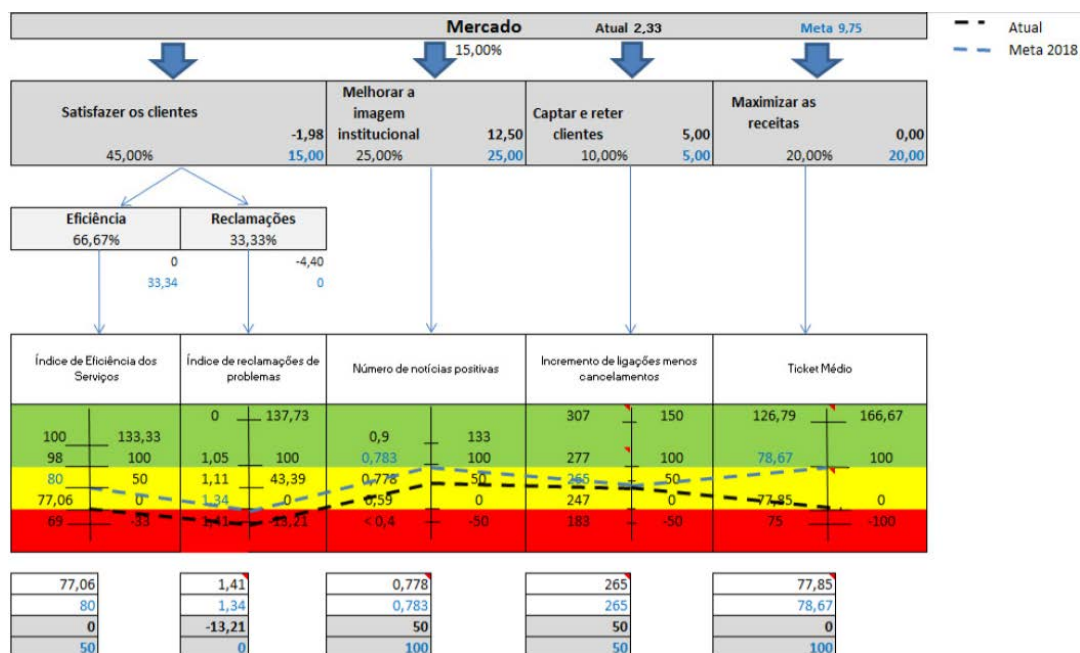 Mercado Atual 2,33 Meta 9,75
15,00%
Atual
Meta 2018
Satisfazer os clientes
-1,98
45,00% 15,00
Melhorar a
imagem
institucional 12,50
25,00% 25,00
Captar e reter
clientes 5,00
10,00% 5,00
Maximizar as
receitas
0,00
20,00% 20,00
Eficiência Reclamações
66,67% 33,33%
0 -4,40
33,34 0
Índice de Eficiência dos
Serviços
Índice de reclamações de
problemas
Número de notícias positivas
Incremento de ligações menos
cancelamentos
Ticket Médio
100 133,33
98 100
80 50
77,06 0
69 -33
0 137,73
1,05 100
1,11 43,39
1,34 0
1,41 -13,21
0,9 133
0,783 100
0,778 50
0,59 0
< 0,4 -50
307 150
277 100
265 50
247 0
183 -50
126,79 166,67
78,67 100
77,85 0
75 -100
77,06 1,41 0,778 265 77,85
80 1,34 0,783 265 78,67
0 -13,21 50 50 0
50 0 100 50 100